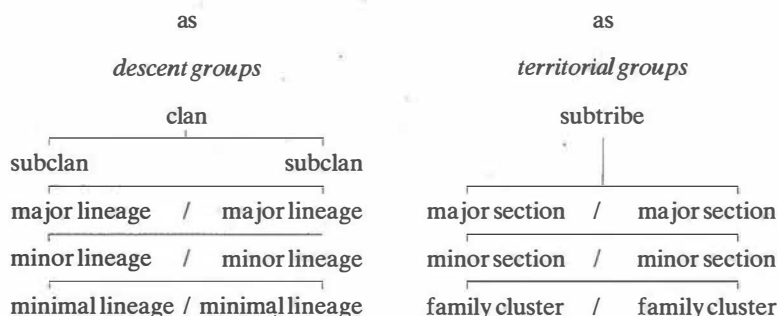 as
descent groups
clan
subclan subclan
major lineage / major lineage
minor lineage / minor lineage
minimal lineage / minimal lineage
as
territorial groups
subtribe
major section / major section
minor section / minor section
family cluster / family cluster